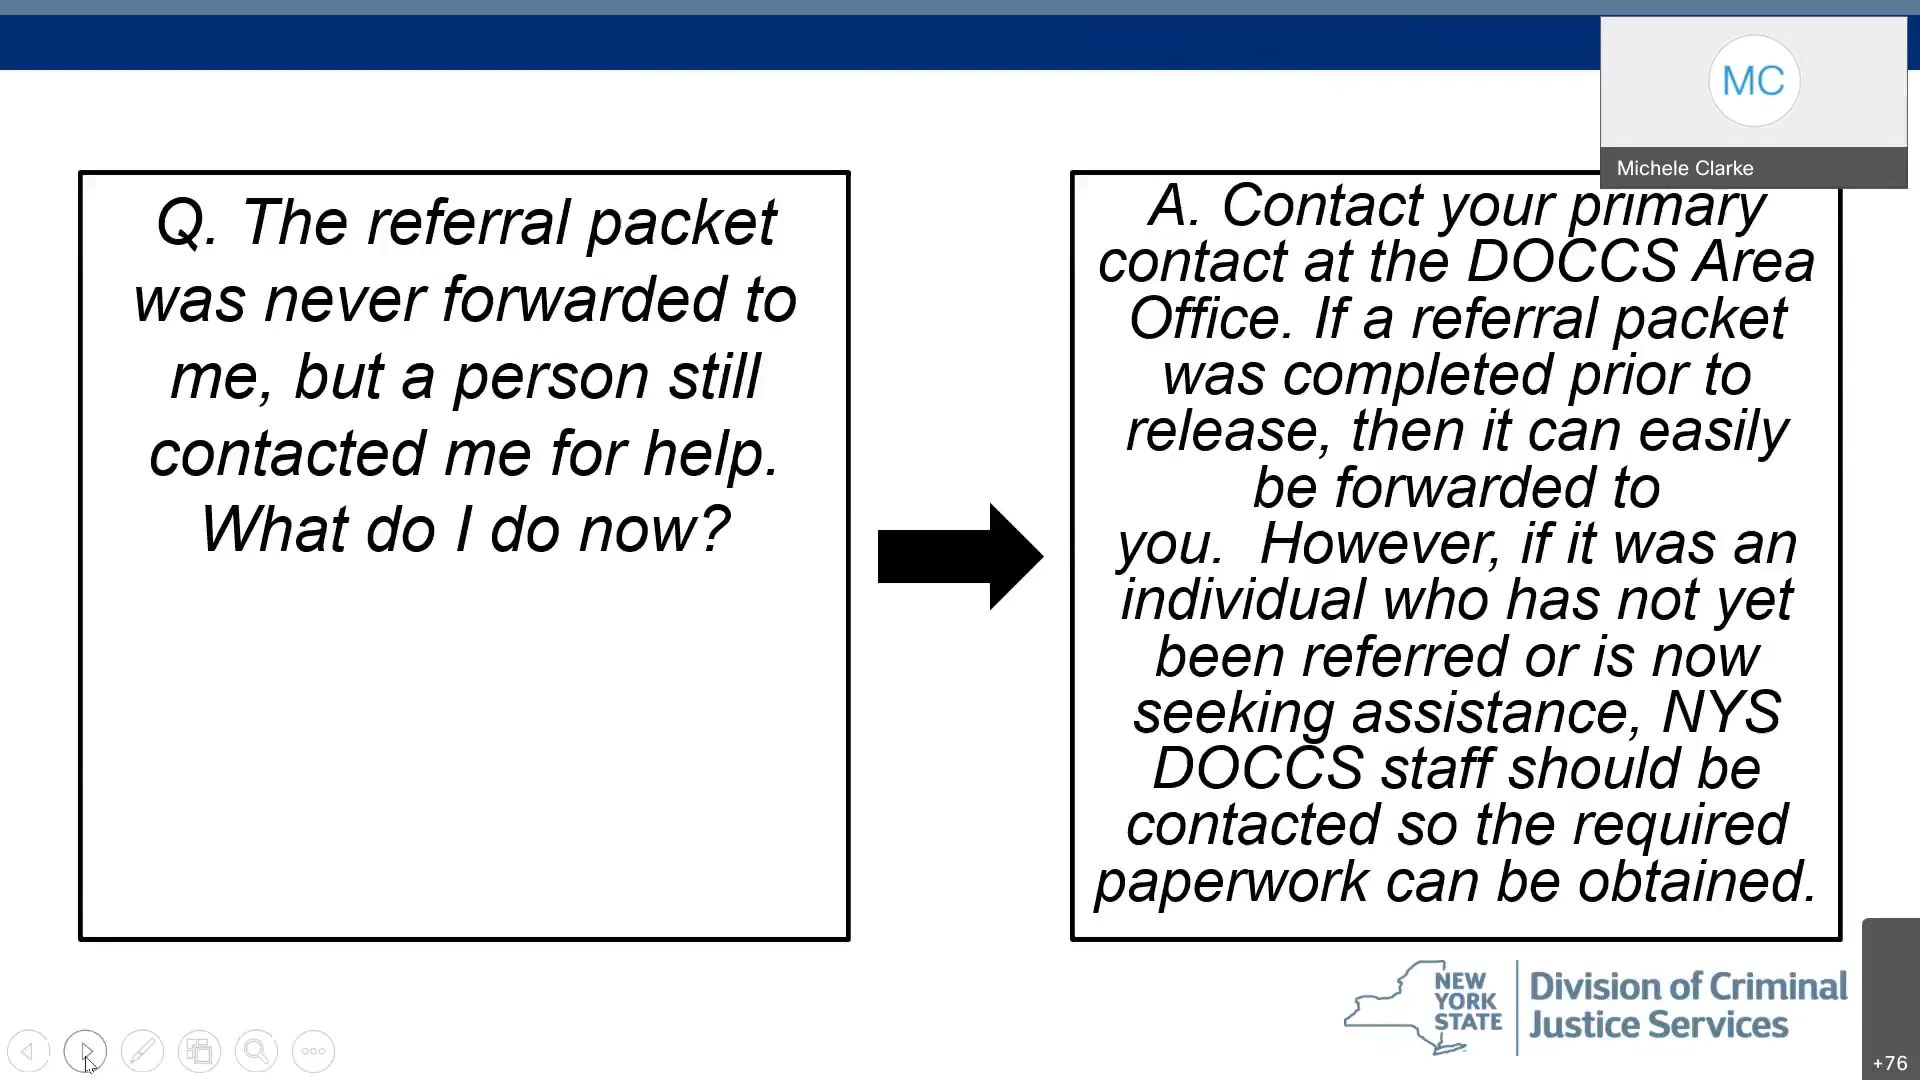 MC
Michele Clarke
Q. The referral packet
was never forwarded to
me, but a person still
contacted me for help.
What do I do now?
A. Contact your primary
contact at the DOCCS Area
Office. If a referral packet
was completed prior to
release, then it can easily
be forwarded to
you.  However, if it was an
individual who has not yet
been referred or is now
seeking assistance, NYS
DOCCS staff should be
contacted so the required
paperwork can be obtained.
NEW
YORK
STATE
Division of Criminal
Justice Services
+76